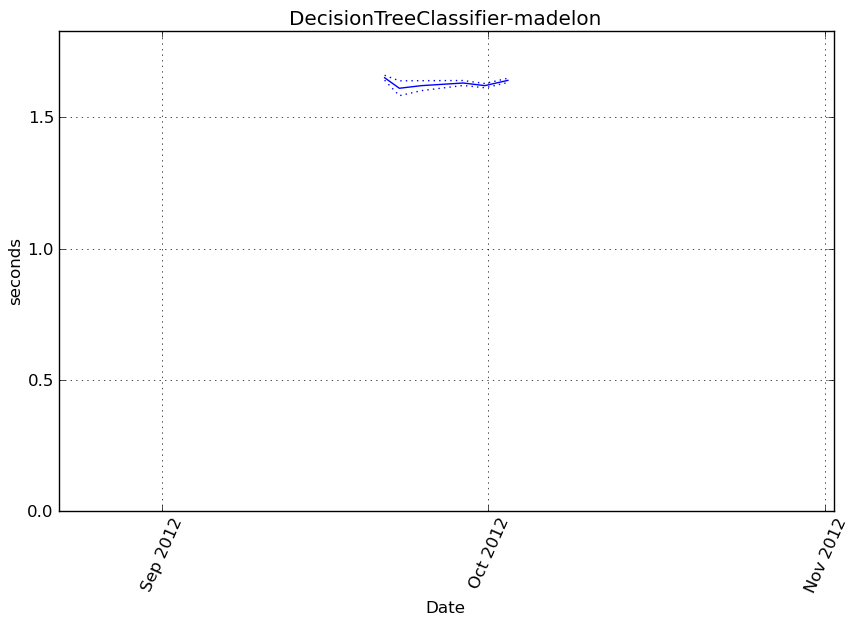 DecisionTreeClassifier-madelon
1.5
1.0
0.5
0.0
seconds
Sep 2012
Oct 2012
Nov 2012
Date